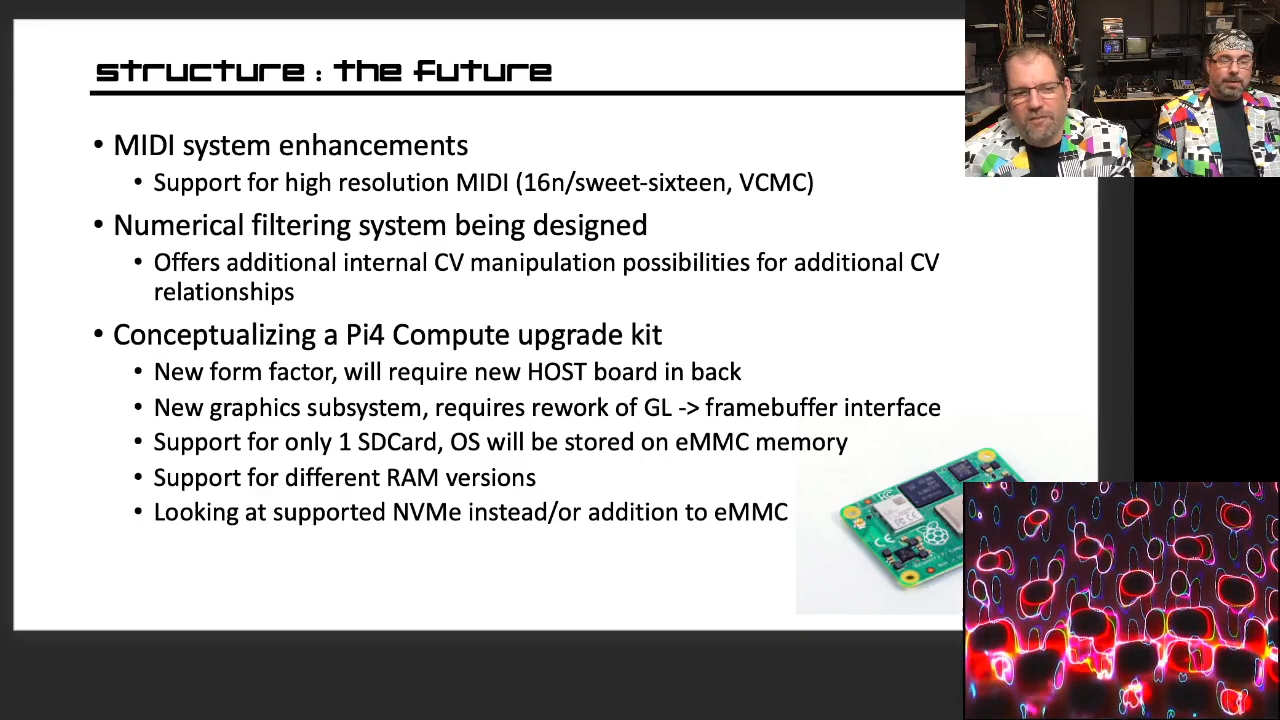 structure : the future
• MIDI system enhancements
• Support for high resolution MIDI (16n/sweet-sixteen, VCMC)
• Numerical filtering system being designed
• Offers additional internal CV manipulation possibilities for additional CV
relationships
• Conceptualizing a Pi4 Compute upgrade kit
• New form factor, will require new HOST board in back
• New graphics subsystem, requires rework of GL -> framebuffer interface
• Support for only 1 SDCard, OS will be stored on eMMC memory
• Support for different RAM versions
• Looking at supported NVMe instead/or addition to eMMC